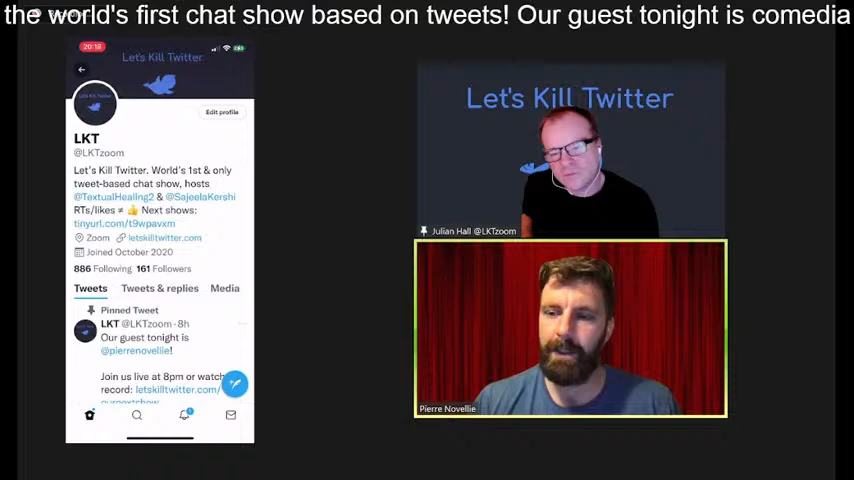 the world's first chat show based on tweets! Our guest tonight is comedia
20:18
Let's Kill Twitter
Edit profile
LKT
@LKTzoom
Let's Kill Twitter. World's 1st & only
tweet-based chat show, hosts
@TextualHealing2 & @SajeelaKershi
RTs/likes ≠ 👍 Next shows:
tinyurl.com/t9wpavxm
Zoom letskilltwitter.com
Joined October 2020
886 Following 161 Followers
Tweets Tweets & replies Media
Pinned Tweet
LKT @LKTzoom · 8h
Our guest tonight is
@pierrenovellie!
Join us live at 8pm or watch
record: letskilltwitter.com/
ournextshow
Let's Kill Twitter
Julian Hall @LKTzoom
Pierre Novellie